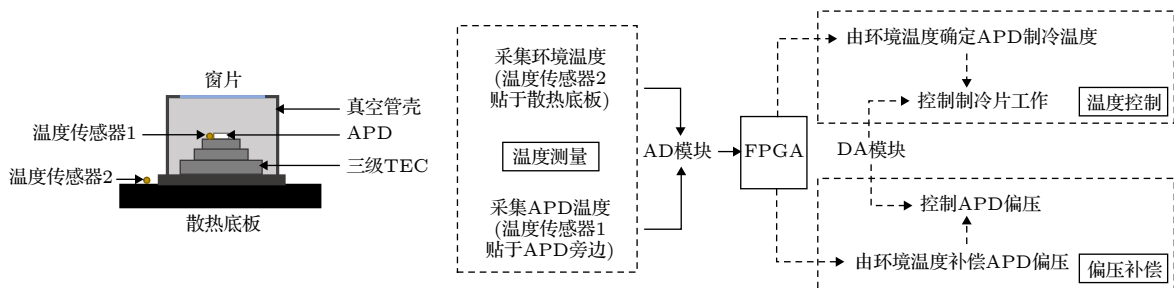 窗片
真空管壳
温度传感器1
APD
三级TEC
温度传感器2
散热底板
采集环境温度
(温度传感器2
贴于散热底板)
温度测量
采集APD温度
(温度传感器1
贴于APD旁边)
AD模块
FPGA
由环境温度确定APD制冷温度
控制制冷片工作
温度控制
DA模块
控制APD偏压
由环境温度补偿APD偏压
偏压补偿